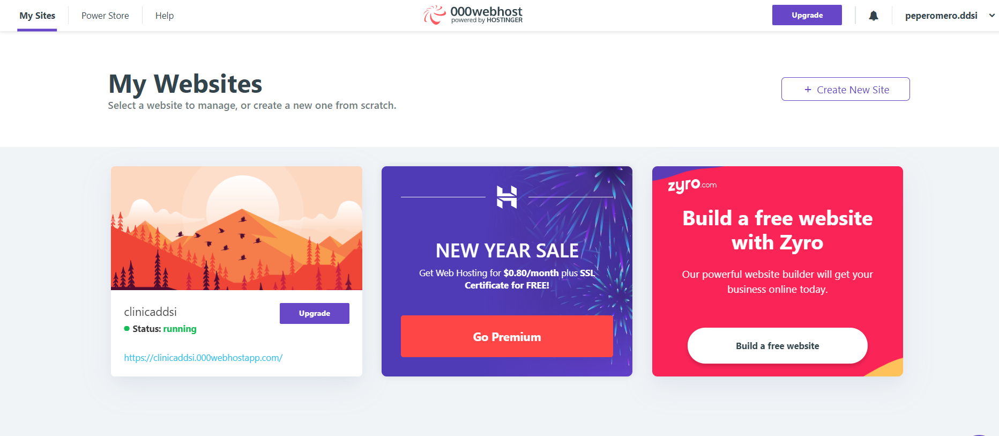 My Sites
Power Store
Help
000webhost
powered by HOSTINGER
Upgrade
peperomero.ddsi
My Websites
Select a website to manage, or create a new one from scratch.
+ Create New Site
clinicaddsi
Upgrade
Status: running
https://clinicaddsi.000webhostapp.com/
NEW YEAR SALE
Get Web Hosting for $0.80/month plus SSL
Certificate for FREE!
Go Premium
zyro.com
Build a free website
with Zyro
Our powerful website builder will get your
business online today.
Build a free website